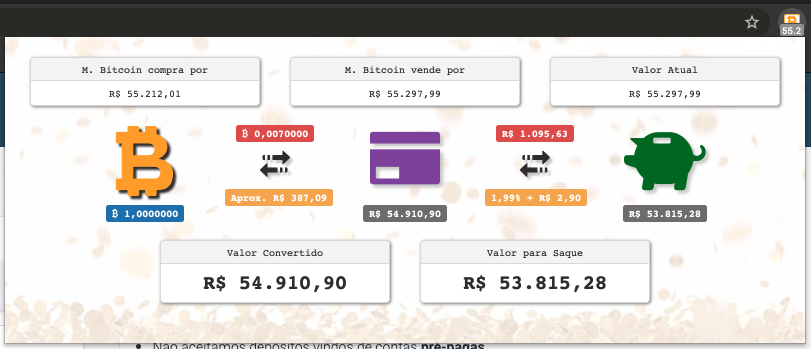 55.2
M. Bitcoin compra por
M. Bitcoin vende por
Valor Atual
R$ 55.212,01
R$ 55.297,99
R$ 55.297,99
₿ 0,0070000
R$ 1.095,63
Aprox. R$ 387,09
1,99% + R$ 2,90
₿ 1,0000000
R$ 54.910,90
R$ 53.815,28
Valor Convertido
Valor para Saque
R$ 54.910,90
R$ 53.815,28
Não aceitamos depósitos vindos de contas pré-pagas